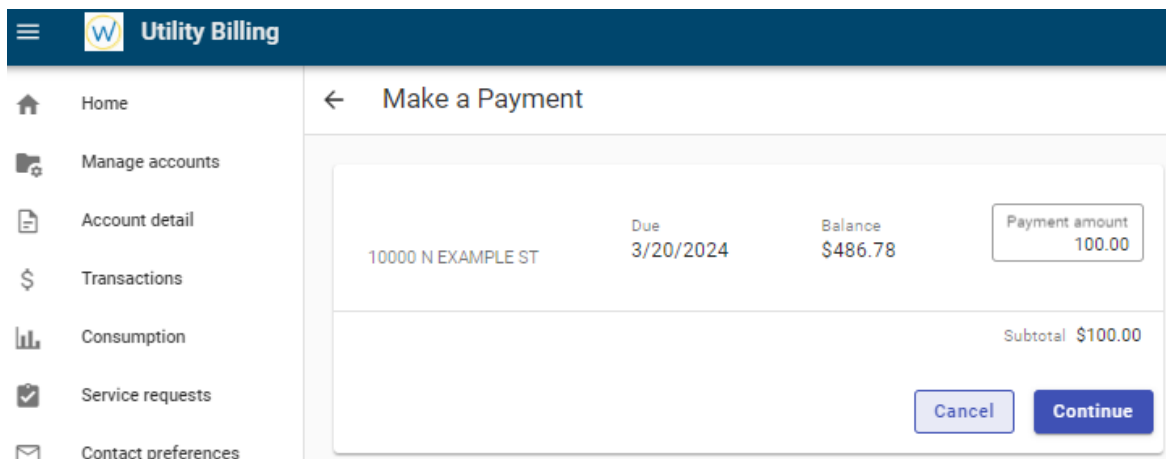 W Utility Billing
Home
Manage accounts
Account detail
Transactions
Consumption
Service requests
Contact preferences
Make a Payment
10000 N EXAMPLE ST
Due
3/20/2024
Balance
$486.78
Payment amount
100.00
Subtotal $100.00
Cancel
Continue